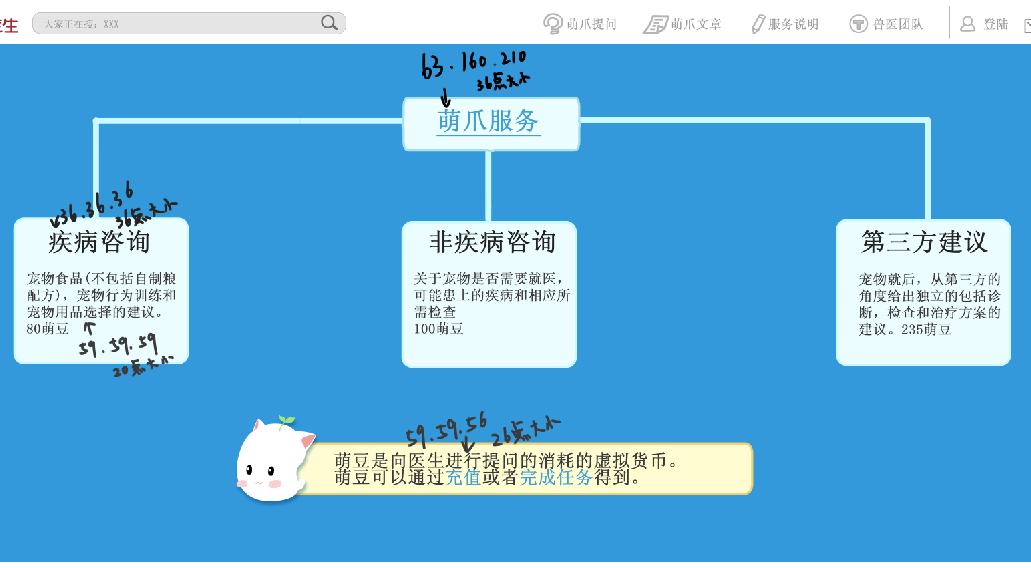 生
大家正在搜：XXX
萌爪提问
萌爪文章
服务说明
兽医团队
登陆
63.160.210
36点大小
萌爪服务
36.36.36
36点大小
疾病咨询
宠物食品(不包括自制粮
配方)，宠物行为训练和
宠物用品选择的建议。
80萌豆
59.59.59
20点大小
非疾病咨询
关于宠物是否需要就医，
可能患上的疾病和相应所
需检查
100萌豆
第三方建议
宠物就后，从第三方的
角度给出独立的包括诊
断，检查和治疗方案的
建议。235萌豆
59.59.56
26点大小
萌豆是向医生进行提问的消耗的虚拟货币。
萌豆可以通过充值或者完成任务得到。